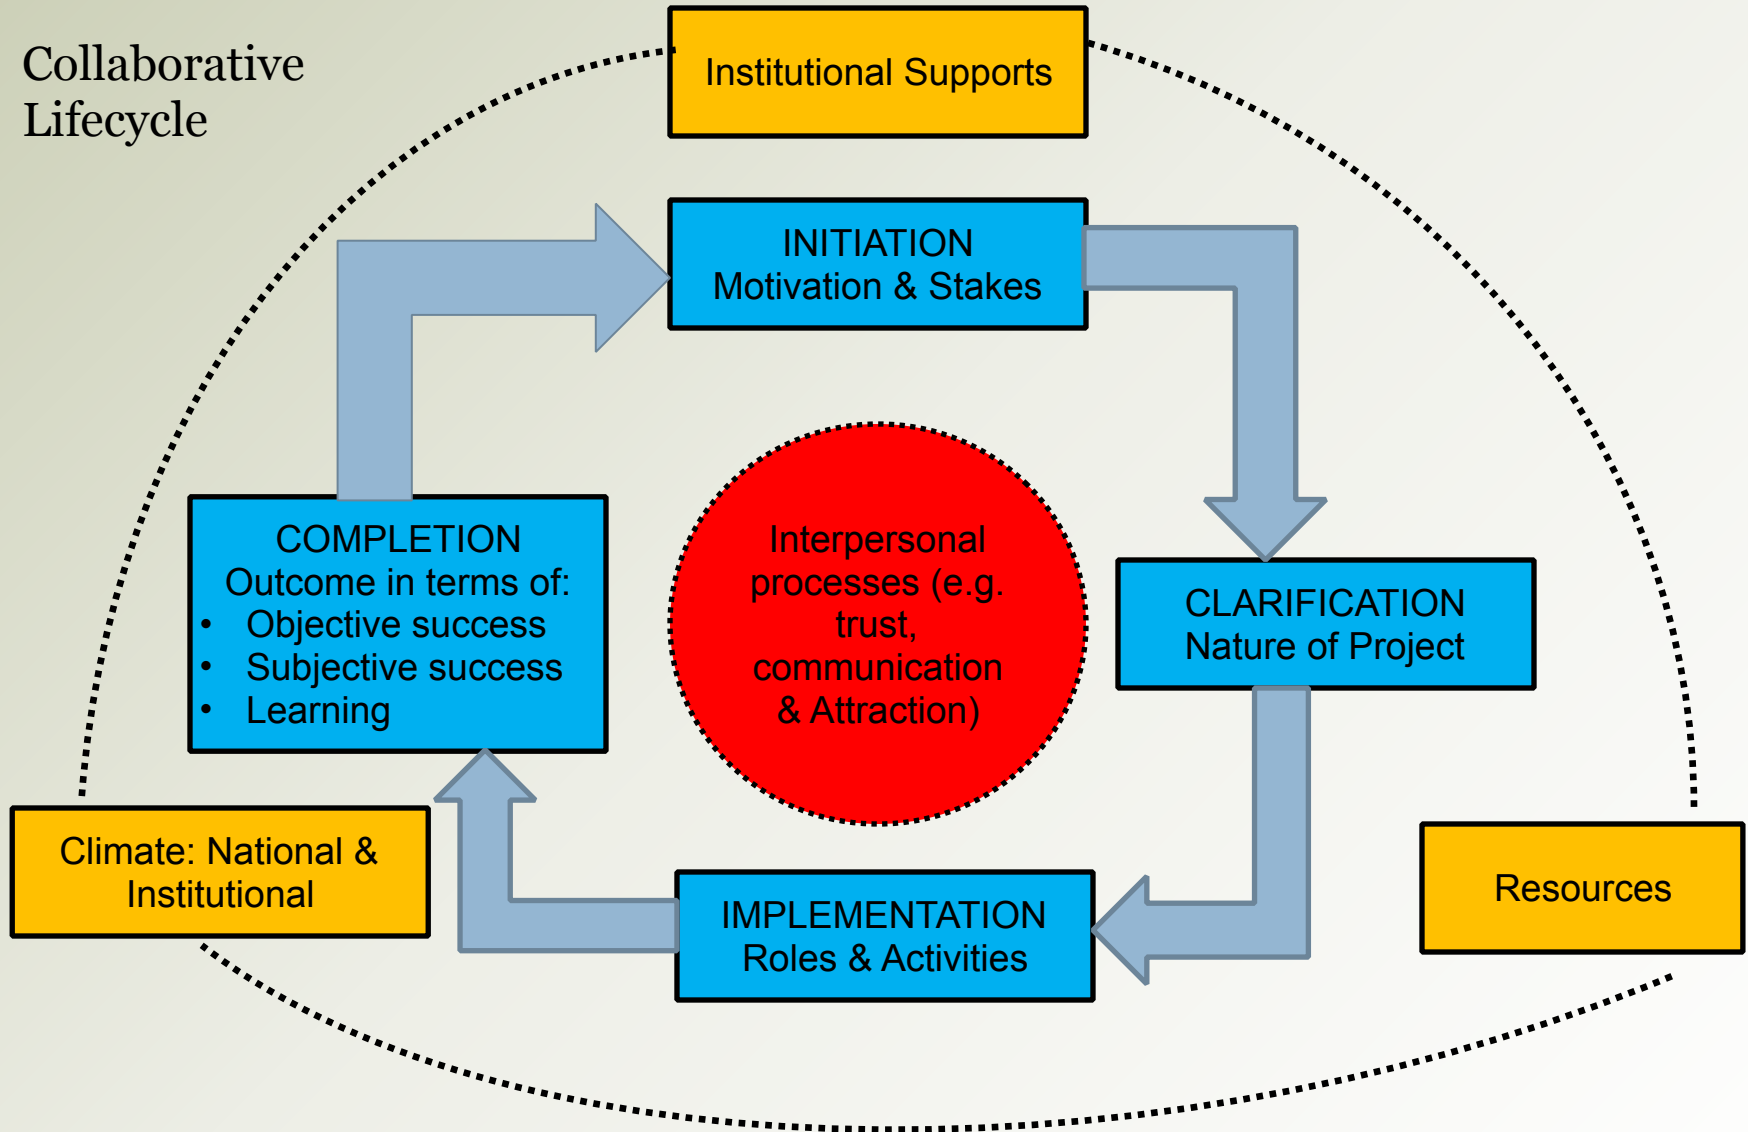 Collaborative
Lifecycle
Institutional Supports
INITIATION
Motivation & Stakes
COMPLETION
Outcome in terms of:
• Objective success
• Subjective success
• Learning
Interpersonal
processes (e.g.
trust,
communication
& Attraction)
CLARIFICATION
Nature of Project
Climate: National &
Institutional
IMPLEMENTATION
Roles & Activities
Resources